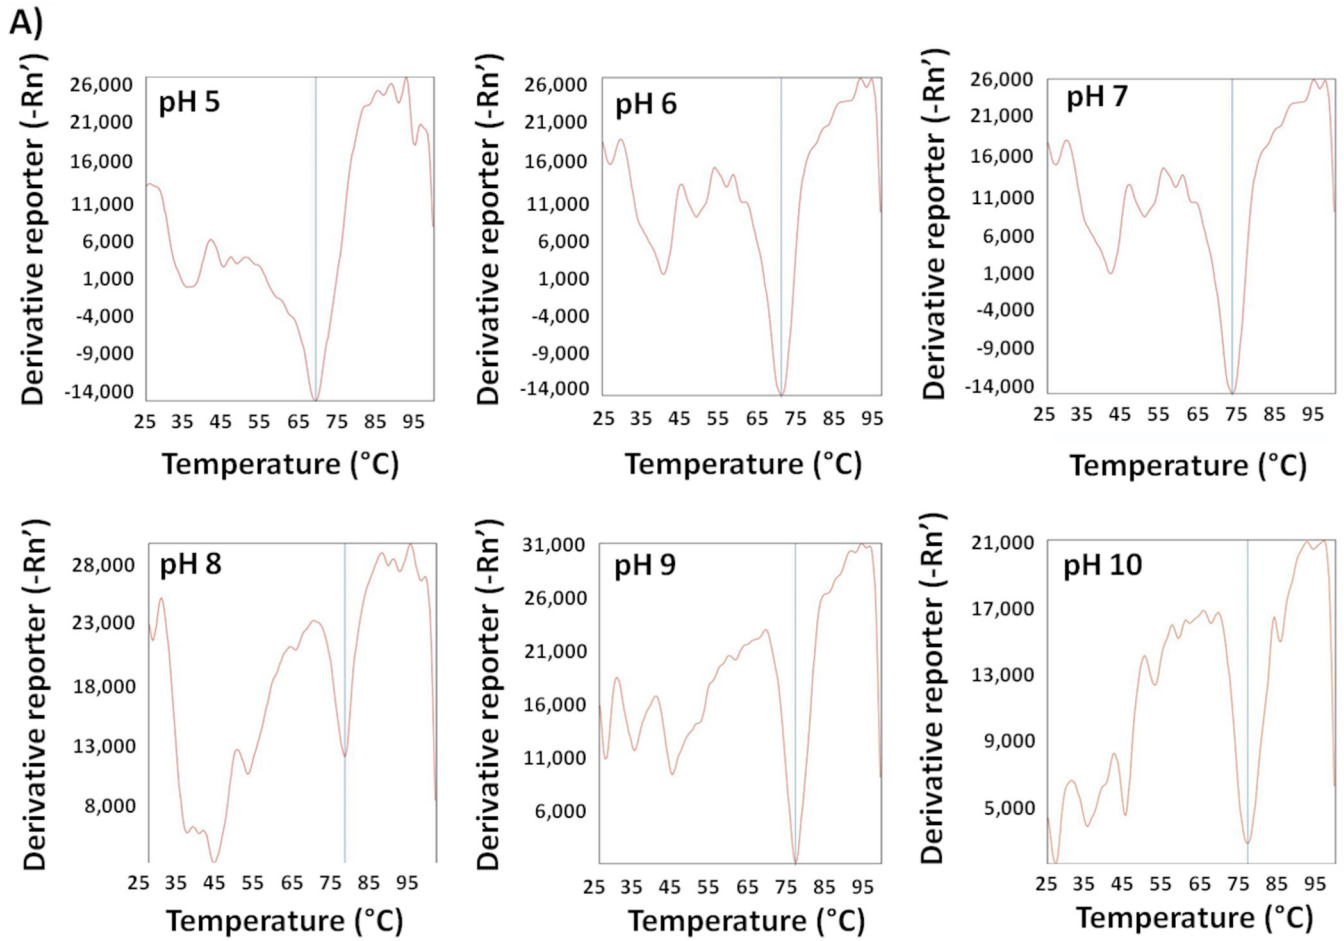 A)
Derivative reporter (-Rn’)
26,000
21,000
16,000
11,000
6,000
1,000
-4,000
-9,000
-14,000
pH 5
25 35 45 55 65 75 85 95
Temperature (°C)
Derivative reporter (-Rn’)
26,000
21,000
16,000
11,000
6,000
1,000
-4,000
-9,000
-14,000
pH 6
25 35 45 55 65 75 85 95
Temperature (°C)
Derivative reporter (-Rn’)
26,000
21,000
16,000
11,000
6,000
1,000
-4,000
-9,000
-14,000
pH 7
25 35 45 55 65 75 85 95
Temperature (°C)
Derivative reporter (-Rn’)
28,000
23,000
18,000
13,000
8,000
pH 8
25 35 45 55 65 75 85 95
Temperature (°C)
Derivative reporter (-Rn’)
31,000
26,000
21,000
16,000
11,000
6,000
pH 9
25 35 45 55 65 75 85 95
Temperature (°C)
Derivative reporter (-Rn’)
21,000
17,000
13,000
9,000
5,000
pH 10
25 35 45 55 65 75 85 95
Temperature (°C)